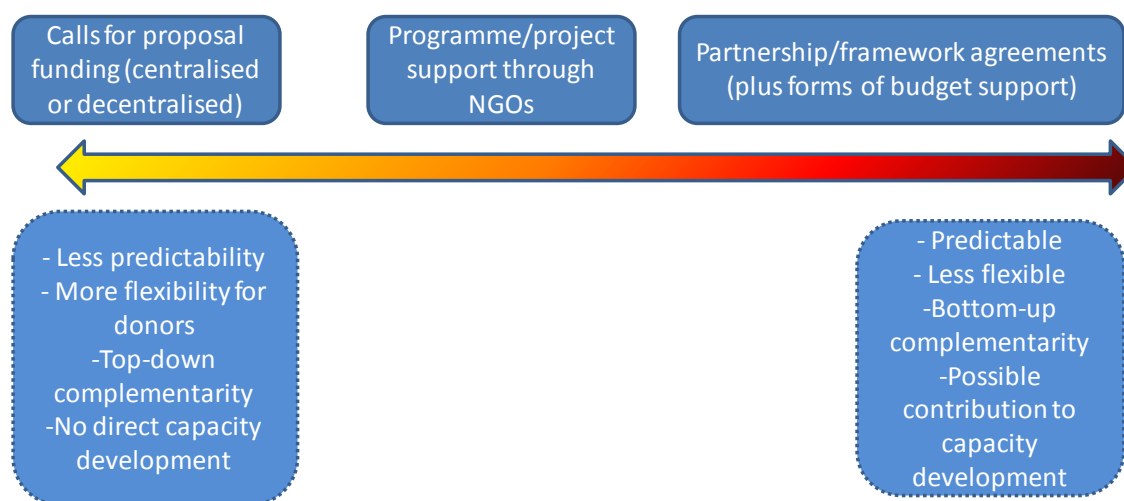 Calls for proposal
funding (centralised
or decentralised)
Programme/project
support through
NGOs
Partnership/framework agreements
(plus forms of budget support)
- Less predictability
- More flexibility for
donors
-Top-down
complementarity
-No direct capacity
development
- Predictable
- Less flexible
-Bottom-up
complementarity
-Possible
contribution to
capacity
development